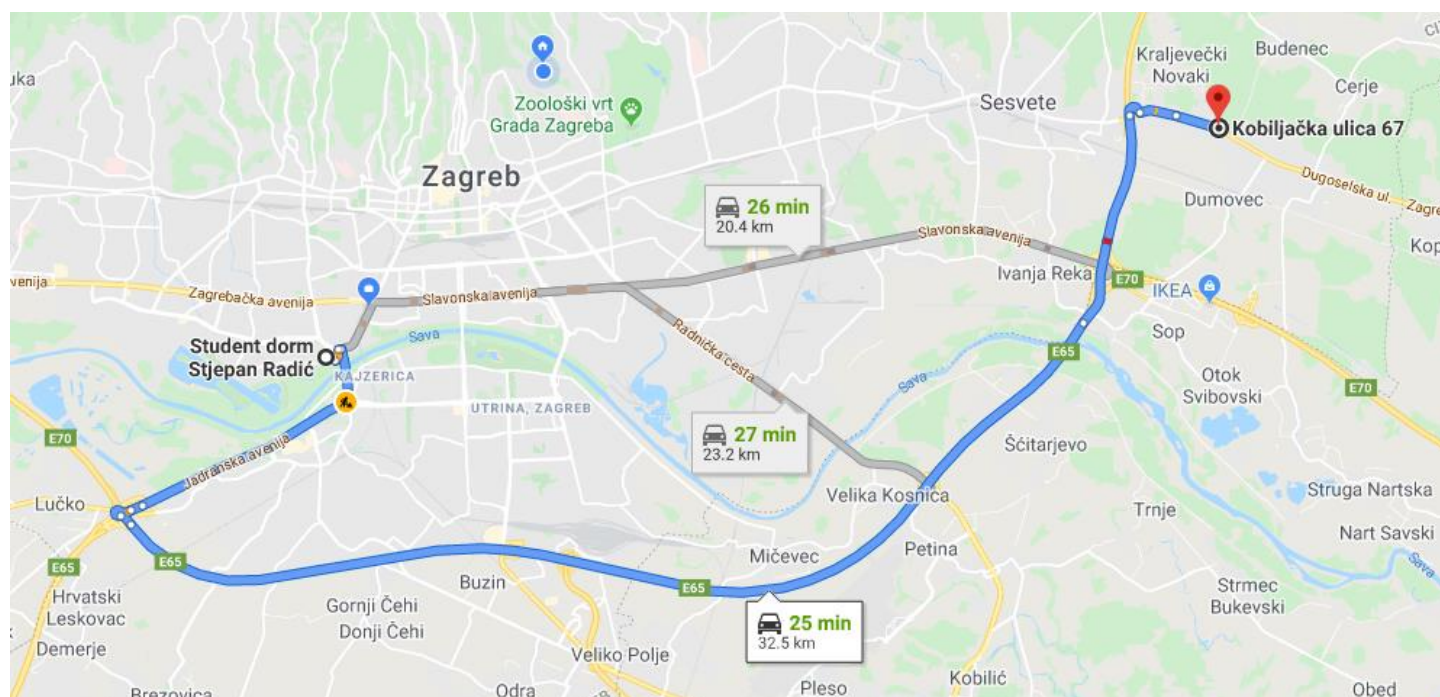 Kraljevečki
Novaki
Budenec
Cerje
uka
Zoološki vrt
Grada Zagreba
Sesvete
Kobiljačka ulica 67
Zagreb
Dugoselska ul.
Zagre
Dumovec
26 min
20.4 km
Slavonska avenija
Kop
Ivanja Reka
E70
IKEA
venija
Zagrebačka avenija
Slavonska avenija
Sop
Radnička cesta
Student dorm
Stjepan Radić
Sava
KAJZERICA
E65
Sava
Otok
Svibovski
E70
UTRINA, ZAGREB
27 min
23.2 km
E70
Jadranska avenija
Šćitarjevo
Lučko
Velika Kosnica
Struga Nartska
Trnje
Nart Savski
E65
E65
Mičevec
Petina
Sava
Buzin
E65
Hrvatski
Leskovac
Gornji Čehi
Donji Čehi
Strmec
Bukevski
25 min
32.5 km
Demerje
Veliko Polje
Kobilić
Brezovica
Odra
Pleso
Obed